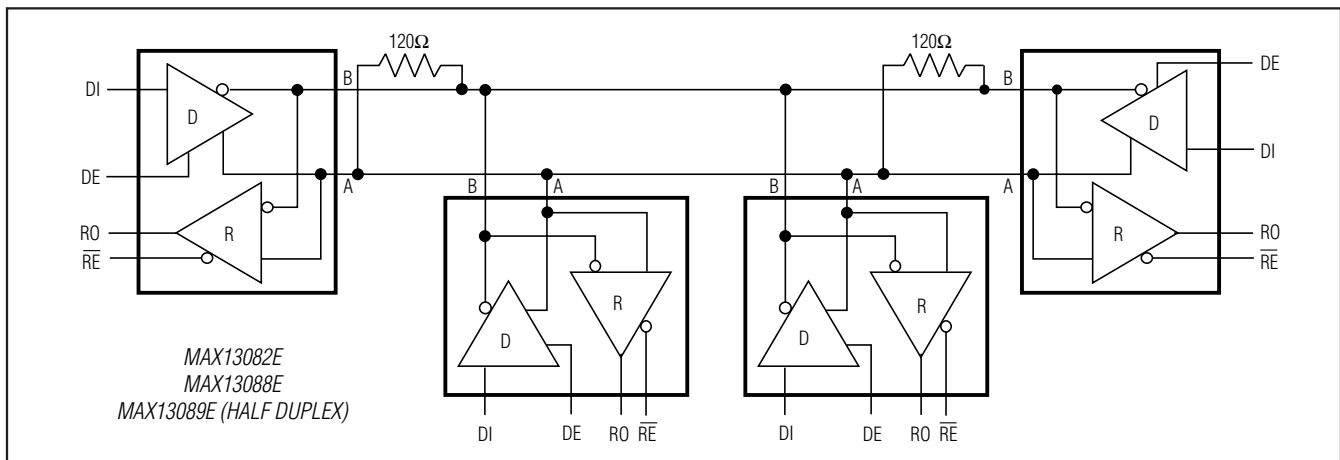 120Ω
120Ω
B
B
DE
DI
D
D
DI
DE
A
B
A
B
A
A
RO
R
R
RO
RE
RE
R
R
D
D
MAX13082E
MAX13088E
MAX13089E (HALF DUPLEX)
DI
DE
RO
RE
DI
DE
RO
RE